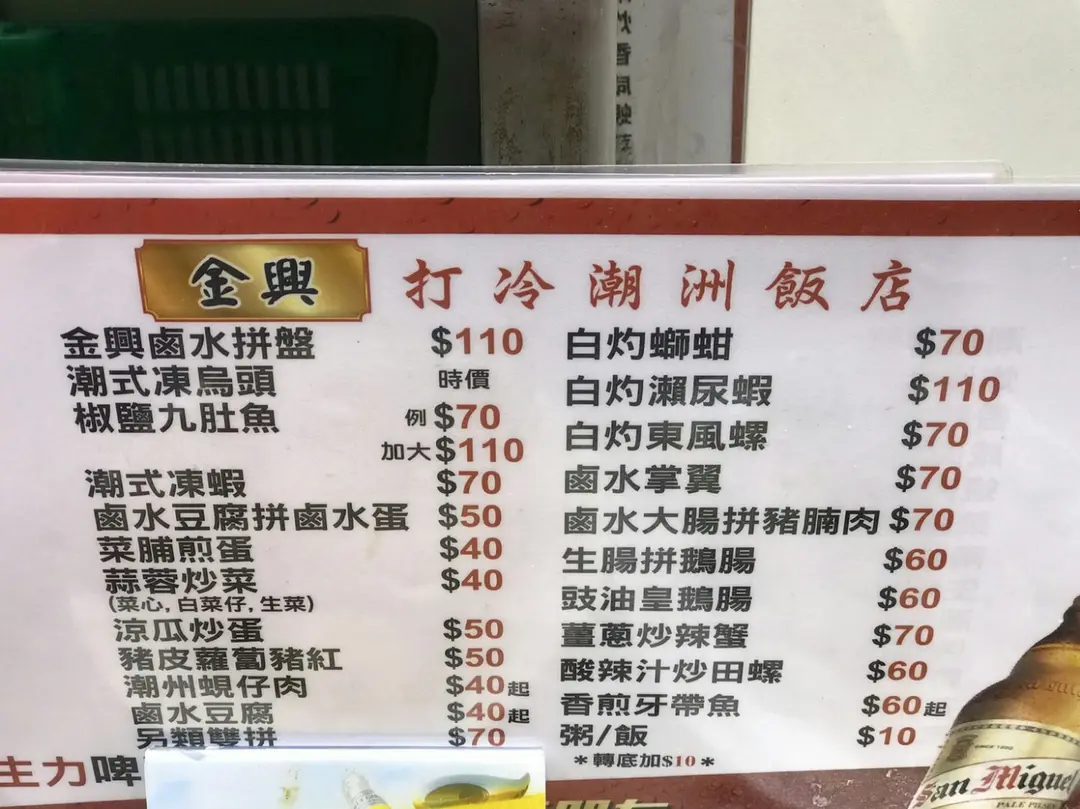 金興 打冷潮洲飯店
金興鹵水拼盤 $110
潮式凍烏頭 時價
椒鹽九肚魚 例 $70
加大 $110
潮式凍蝦 $70
鹵水豆腐拼鹵水蛋 $50
菜脯煎蛋 $40
蒜蓉炒菜 $40
(菜心, 白菜仔, 生菜)
涼瓜炒蛋 $50
豬皮蘿蔔豬紅 $50
潮州蜆仔肉 $40起
鹵水豆腐 $40起
另類雙拼 $70
白灼螄蚶 $70
白灼瀨尿蝦 $110
白灼東風螺 $70
鹵水掌翼 $70
鹵水大腸拼豬腩肉 $70
生腸拼鵝腸 $60
豉油皇鵝腸 $60
薑蔥炒辣蟹 $70
酸辣汁炒田螺 $60
香煎牙帶魚 $60起
粥/飯 $10
*轉底加$10*
主力啤
San Miguel
PALE PILSEN